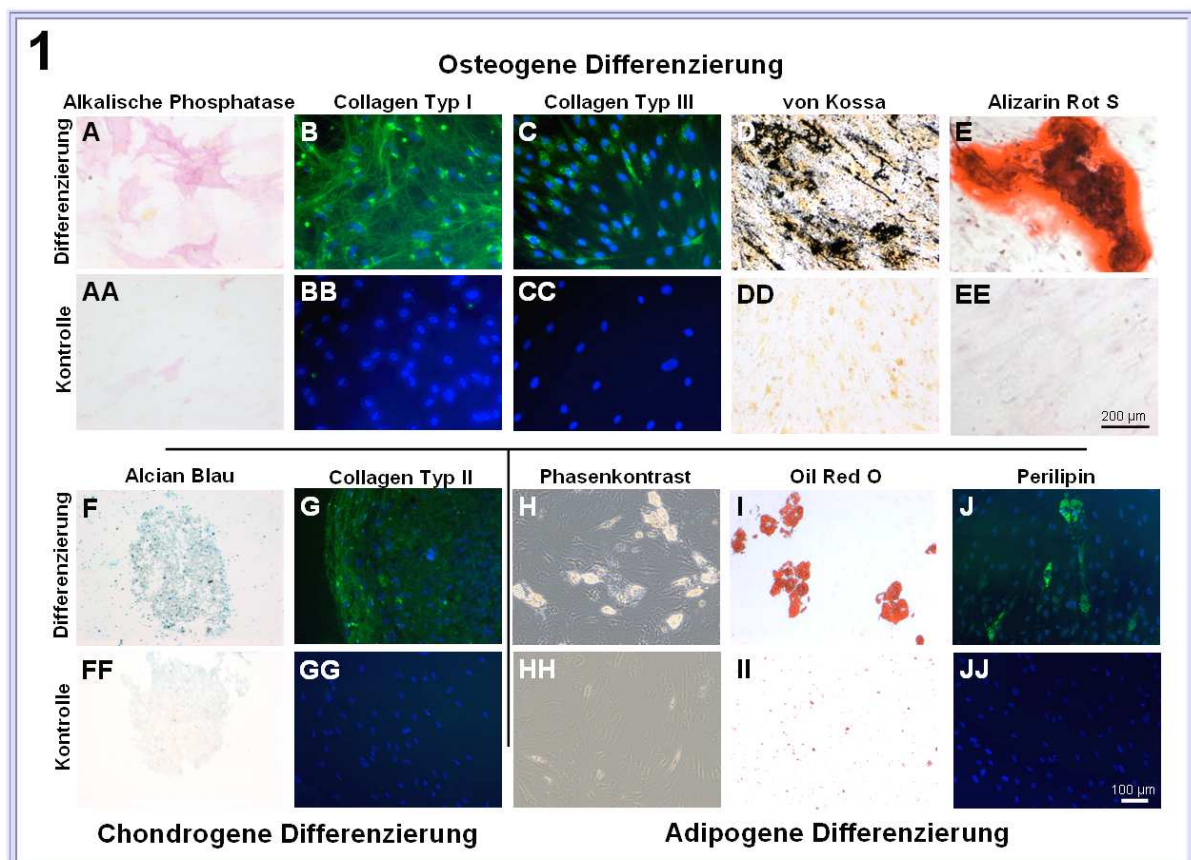 1
Osteogene Differenzierung
Alkalische Phosphatase Collagen Typ I Collagen Typ III von Kossa Alizarin Rot S
Differenzierung
A B C D E
Kontrolle
AA BB CC DD EE
200 µm
Alcian Blau Collagen Typ II Phasenkontrast Oil Red O Perilipin
Differenzierung
F G H I J
Kontrolle
FF GG HH II JJ
100 µm
Chondrogene Differenzierung Adipogene Differenzierung